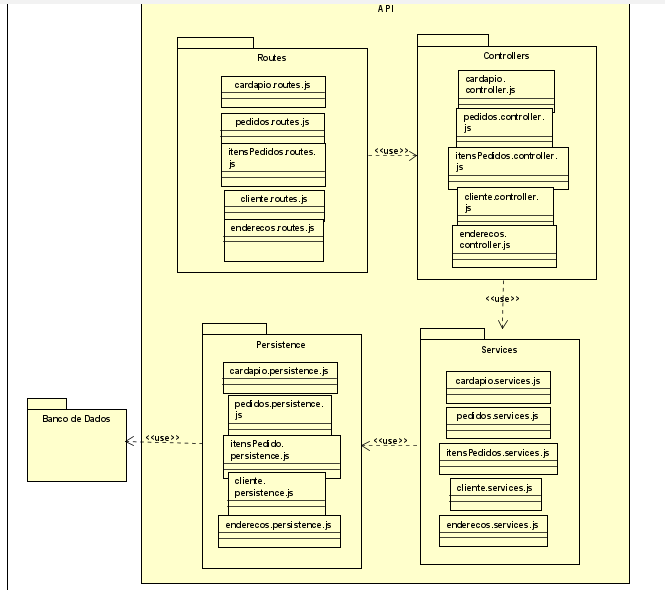 API
Routes
cardapio.routes.js
pedidos.routes.js
itensPedidos.routes.
js
cliente.routes.js
enderecos.routes.js
<<use>>
Controllers
cardapio.
controller.js
pedidos.controller.
js
itensPedidos.controller.
js
cliente.controller.
js
enderecos.
controller.js
<<use>>
Services
cardapio.services.js
pedidos.services.js
itensPedidos.services.js
cliente.services.js
enderecos.services.js
<<use>>
Persistence
cardapio.persistence.js
pedidos.persistence.
js
itensPedido.
persistence.js
cliente.
persistence.js
enderecos.persistence.js
<<use>>
Banco de Dados